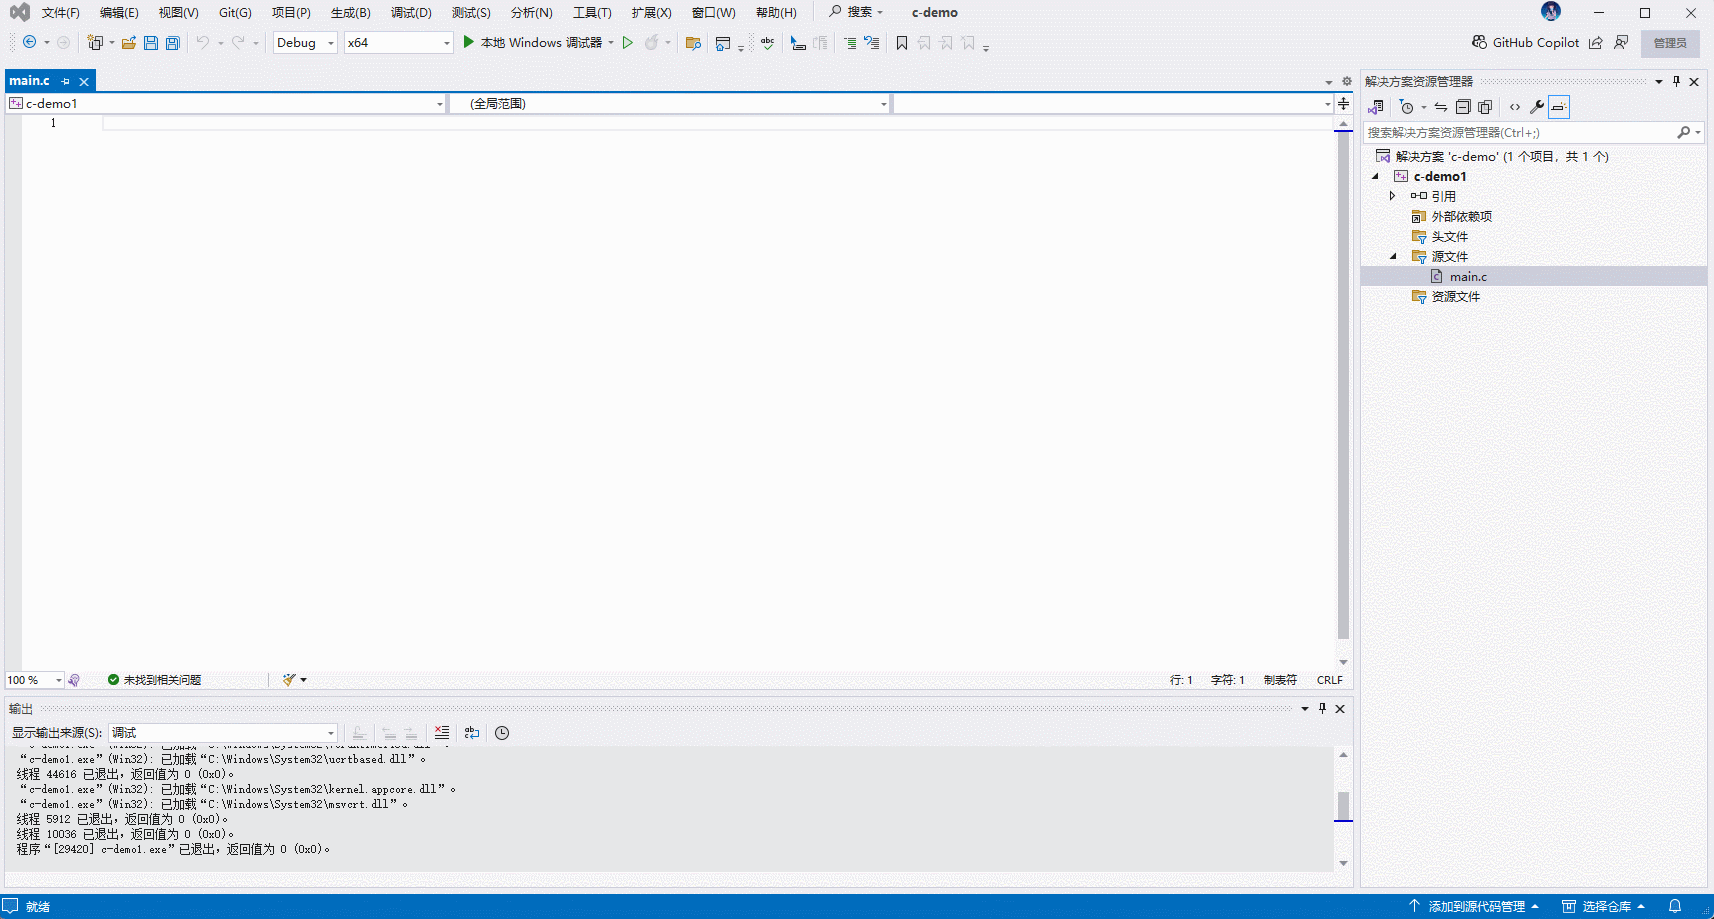 文件(F) 编辑(E) 视图(V) Git(G) 项目(P) 生成(B) 调试(D) 测试(S) 分析(N) 工具(T) 扩展(X) 窗口(W) 帮助(H) 搜索 c-demo
Debug x64 本地 Windows 调试器 abc GitHub Copilot 管理员
main.c
c-demo1 (全局范围)
1
100 % 未找到相关问题 行: 1 字符: 1 制表符 CRLF
输出
显示输出来源(S): 调试
“c-demo1.exe”(Win32): 已加载“C:\Windows\System32\ucrtbased.dll”。
线程 44616 已退出，返回值为 0 (0x0)。
“c-demo1.exe”(Win32): 已加载“C:\Windows\System32\kernel.appcore.dll”。
“c-demo1.exe”(Win32): 已加载“C:\Windows\System32\msvcrt.dll”。
线程 5912 已退出，返回值为 0 (0x0)。
线程 10036 已退出，返回值为 0 (0x0)。
程序“[29420] c-demo1.exe”已退出，返回值为 0 (0x0)。
解决方案资源管理器
搜索解决方案资源管理器(Ctrl+;)
解决方案 'c-demo' (1 个项目，共 1 个)
c-demo1
引用
外部依赖项
头文件
源文件
main.c
资源文件
就绪 添加到源代码管理 选择仓库